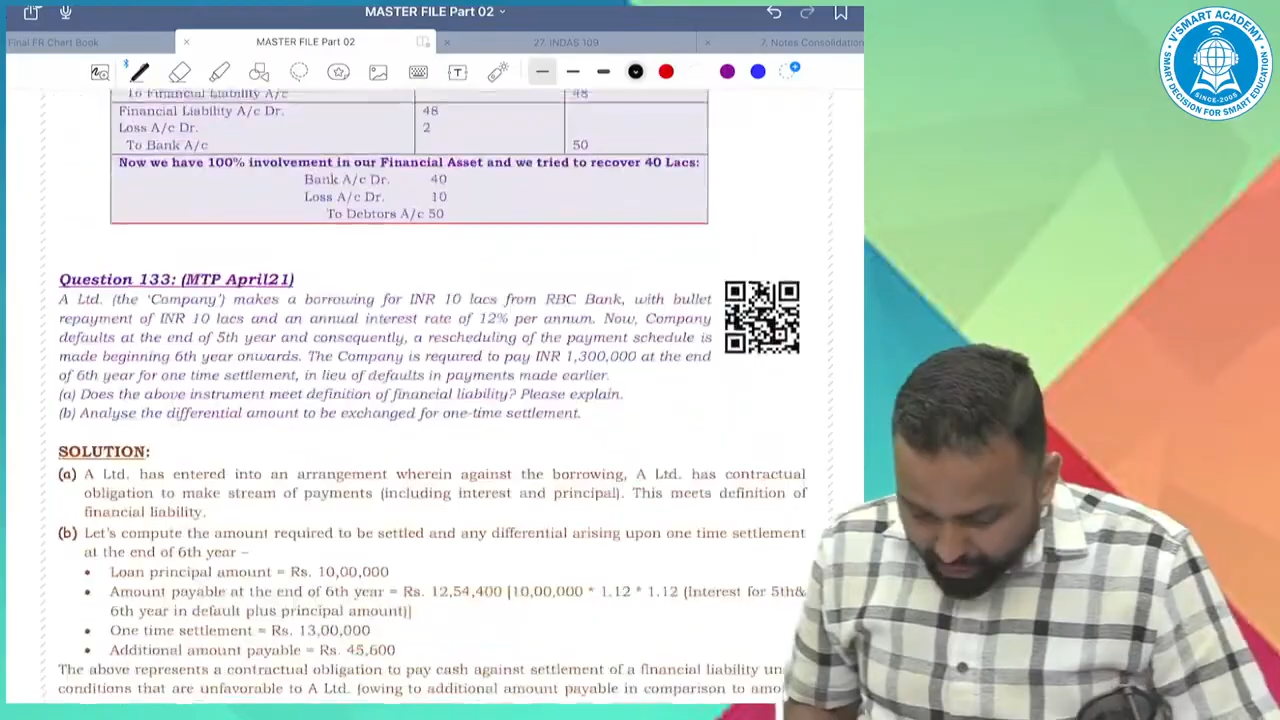 MASTER FILE Part 02
Final FR Chart Book
MASTER FILE Part 02
27. INDAS 109
7. Notes Consolidation
To Financial Liability A/c 48
Financial Liability A/c Dr. 48
Loss A/c Dr. 2
To Bank A/c 50
Now we have 100% involvement in our Financial Asset and we tried to recover 40 Lacs:
Bank A/c Dr. 40
Loss A/c Dr. 10
To Debtors A/c 50
Question 133: (MTP April21)
A Ltd. (the 'Company') makes a borrowing for INR 10 lacs from RBC Bank, with bullet
repayment of INR 10 lacs and an annual interest rate of 12% per annum. Now, Company
defaults at the end of 5th year and consequently, a rescheduling of the payment schedule is
made beginning 6th year onwards. The Company is required to pay INR 1,300,000 at the end
of 6th year for one time settlement, in lieu of defaults in payments made earlier.
(a) Does the above instrument meet definition of financial liability? Please explain.
(b) Analyse the differential amount to be exchanged for one-time settlement.
SOLUTION:
(a) A Ltd. has entered into an arrangement wherein against the borrowing, A Ltd. has contractual
obligation to make stream of payments (including interest and principal). This meets definition of
financial liability.
(b) Let's compute the amount required to be settled and any differential arising upon one time settlement
at the end of 6th year –
• Loan principal amount = Rs. 10,00,000
• Amount payable at the end of 6th year = Rs. 12,54,400 [10,00,000 * 1.12 * 1.12 (Interest for 5th&
6th year in default plus principal amount)]
• One time settlement = Rs. 13,00,000
• Additional amount payable = Rs. 45,600
The above represents a contractual obligation to pay cash against settlement of a financial liability un
conditions that are unfavorable to A Ltd. [owing to additional amount payable in comparison to amo
V'SMART ACADEMY
SINCE-2005
SMART DECISION FOR SMART EDUCATION